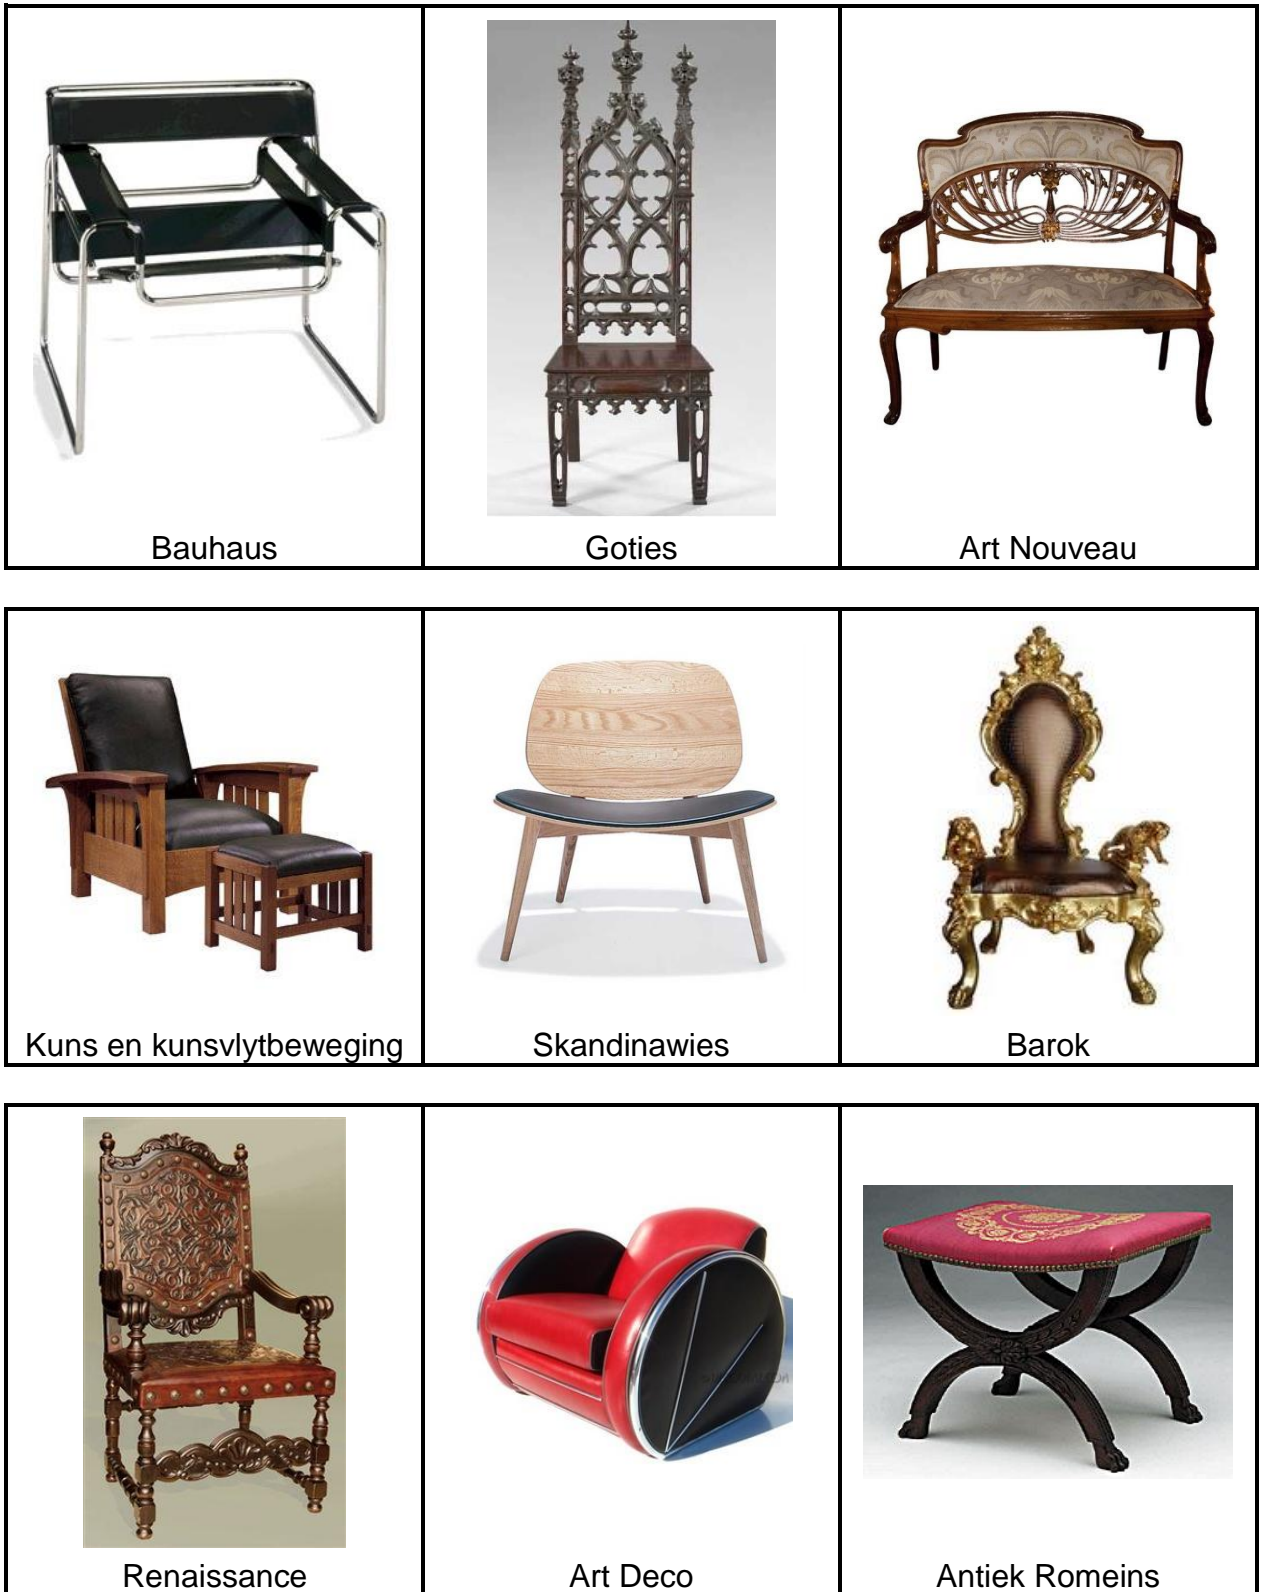 Bauhaus
Goties
Art Nouveau
Kuns en kunsvlytbeweging
Skandinawies
Barok
Renaissance
Art Deco
Antiek Romeins